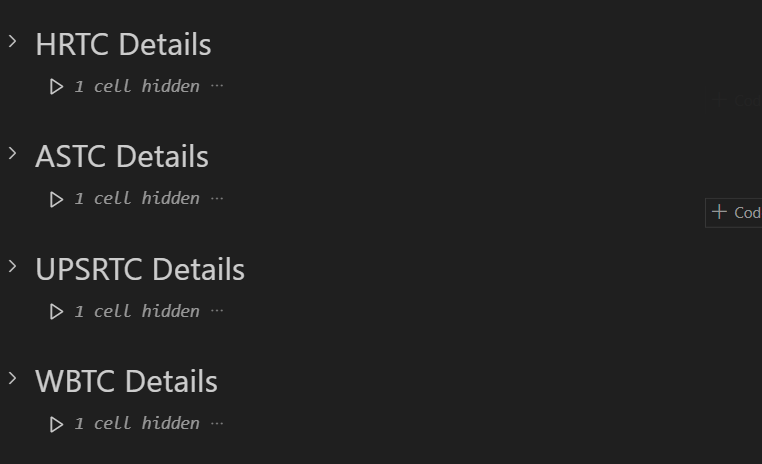 HRTC Details
1 cell hidden ...
ASTC Details
1 cell hidden ...
+ Cod
UPSRTC Details
1 cell hidden ...
WBTC Details
1 cell hidden ...